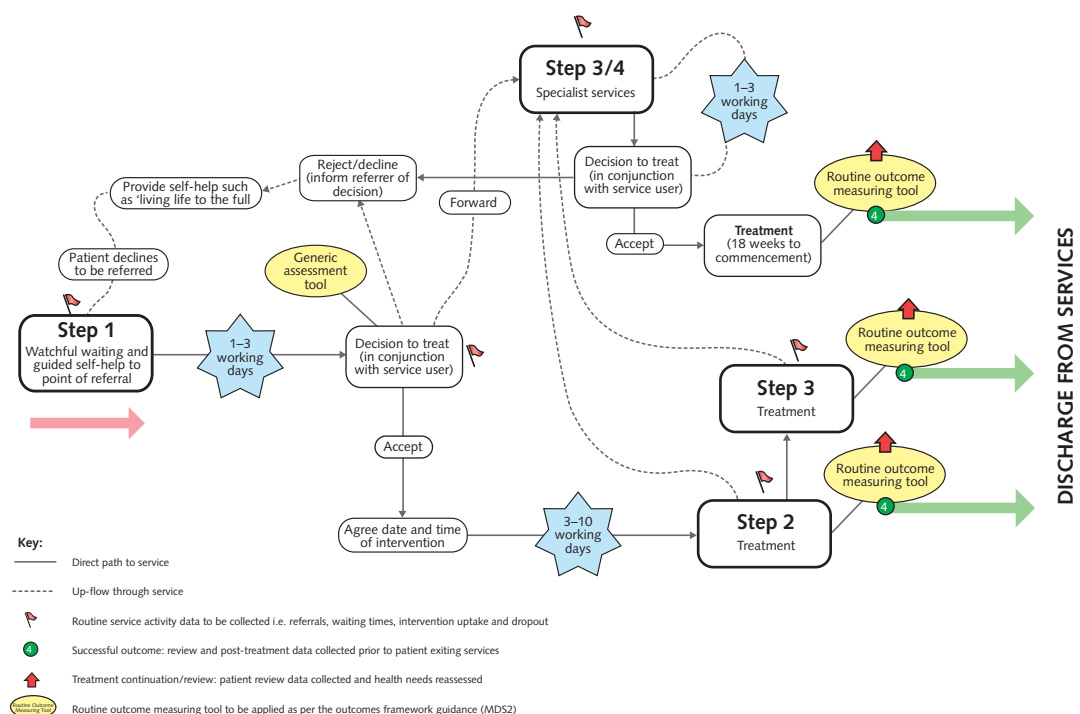 Step 3/4
Specialist services
1–3
working
days
Decision to treat
(in conjunction
with service user)
Reject/decline
(inform referrer of
decision)
Provide self-help such
as ‘living life to the full
Forward
Accept
Treatment
(18 weeks to
commencement)
Routine outcome
measuring tool
4
Patient declines
to be referred
Generic
assessment
tool
Step 1
Watchful waiting and
guided self-help to
point of referral
1–3
working
days
Decision to treat
(in conjunction
with service user)
Step 3
Treatment
Routine outcome
measuring tool
4
Accept
Agree date and time
of intervention
3–10
working
days
Step 2
Treatment
Routine outcome
measuring tool
4
DISCHARGE FROM SERVICES
Key:
Direct path to service
Up-flow through service
Routine service activity data to be collected i.e. referrals, waiting times, intervention uptake and dropout
4 Successful outcome: review and post-treatment data collected prior to patient exiting services
Treatment continuation/review: patient review data collected and health needs reassessed
Routine Outcome
Measuring Tool
Routine outcome measuring tool to be applied as per the outcomes framework guidance (MDS2)